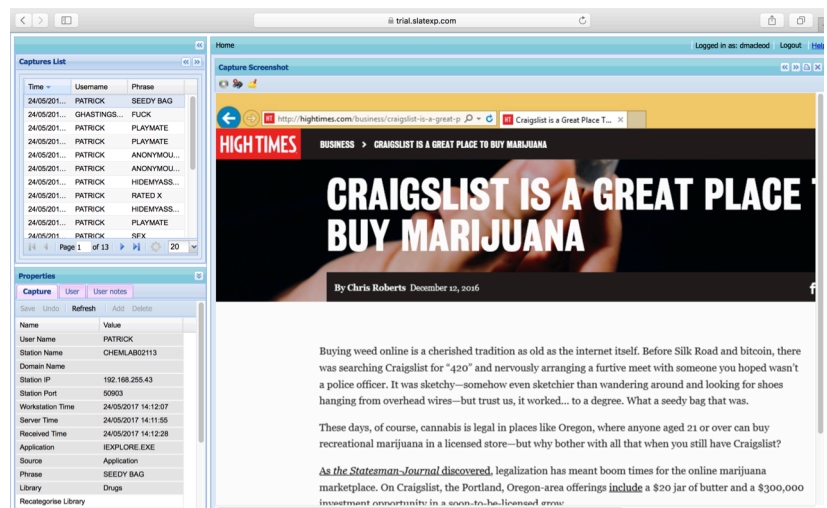 trial.slatexp.com
Home
Logged in as: dmacleod Logout Help
Captures List
Capture Screenshot
Time Username Phrase
24/05/201... PATRICK SEEDY BAG
24/05/201... GHASTINGS... FUCK
24/05/201... PATRICK PLAYMATE
24/05/201... PATRICK PLAYMATE
24/05/201... PATRICK ANONYMOU...
24/05/201... PATRICK ANONYMOU...
24/05/201... PATRICK HIDEMYASS...
24/05/201... PATRICK RATED X
24/05/201... PATRICK HIDEMYASS...
24/05/201... PATRICK PLAYMATE
24/05/201... PATRICK SEX
Page 1 of 13 20
Properties
Capture User User notes
Save Undo Refresh Add Delete
Name Value
User Name PATRICK
Station Name CHEMLAB02113
Domain Name
Station IP 192.168.255.43
Station Port 50903
Workstation Time 24/05/2017 14:12:07
Server Time 24/05/2017 14:11:55
Received Time 24/05/2017 14:12:28
Application IEXPLORE.EXE
Source Application
Phrase SEEDY BAG
Library Drugs
Recategorise Library
http://hightimes.com/business/craigslist-is-a-great-p
HT Craigslist is a Great Place T...
HIGH TIMES BUSINESS > CRAIGSLIST IS A GREAT PLACE TO BUY MARIJUANA
CRAIGSLIST IS A GREAT PLACE T
BUY MARIJUANA
By Chris Roberts December 12, 2016 f
Buying weed online is a cherished tradition as old as the internet itself. Before Silk Road and bitcoin, there
was searching Craigslist for “420” and nervously arranging a furtive meet with someone you hoped wasn’t
a police officer. It was sketchy—somehow even sketchier than wandering around and looking for shoes
hanging from overhead wires—but trust us, it worked... to a degree. What a seedy bag that was.
These days, of course, cannabis is legal in places like Oregon, where anyone aged 21 or over can buy
recreational marijuana in a licensed store—but why bother with all that when you still have Craigslist?
As the Statesman-Journal discovered, legalization has meant boom times for the online marijuana
marketplace. On Craigslist, the Portland, Oregon-area offerings include a $20 jar of butter and a $300,000
investment opportunity in a soon-to-be-licensed grow.